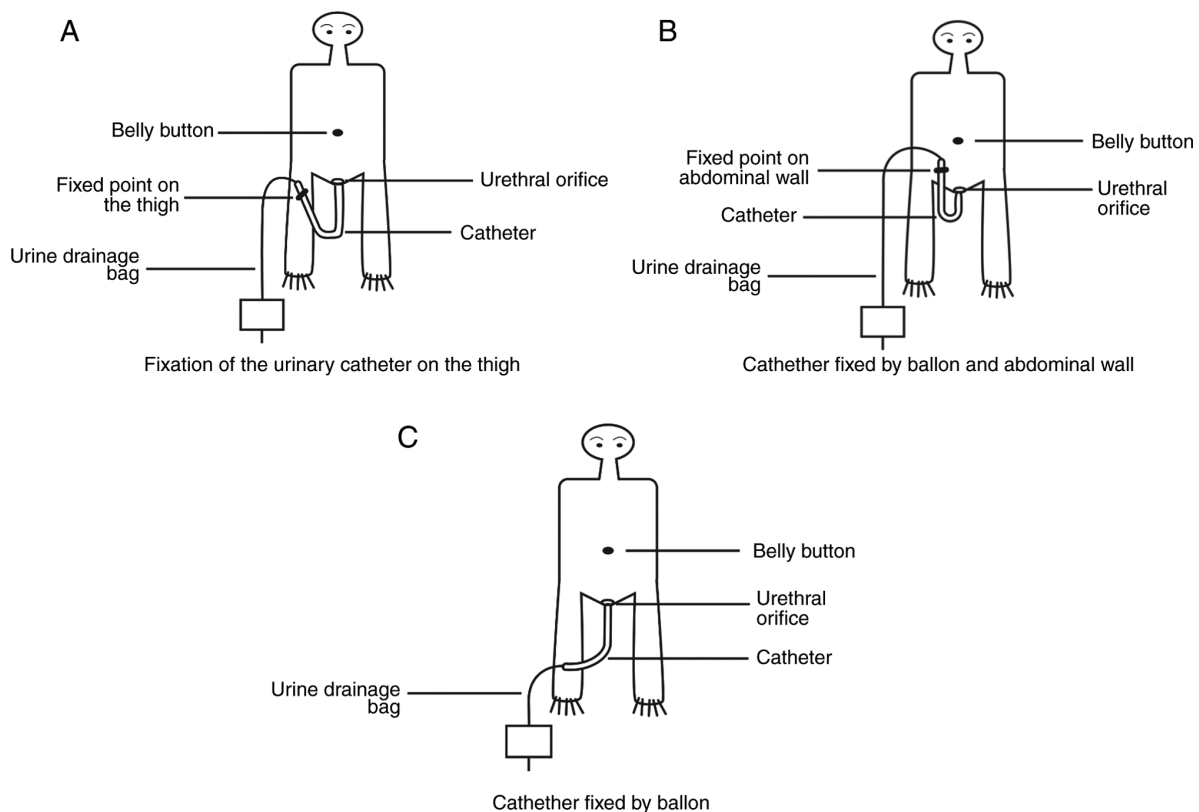 A
Belly button
Fixed point on
the thigh
Urethral orifice
Catheter
Urine drainage
bag
Fixation of the urinary catheter on the thigh
B
Belly button
Fixed point on
abdominal wall
Urethral
orifice
Catheter
Urine drainage
bag
Cathether fixed by ballon and abdominal wall
C
Belly button
Urethral
orifice
Catheter
Urine drainage
bag
Cathether fixed by ballon